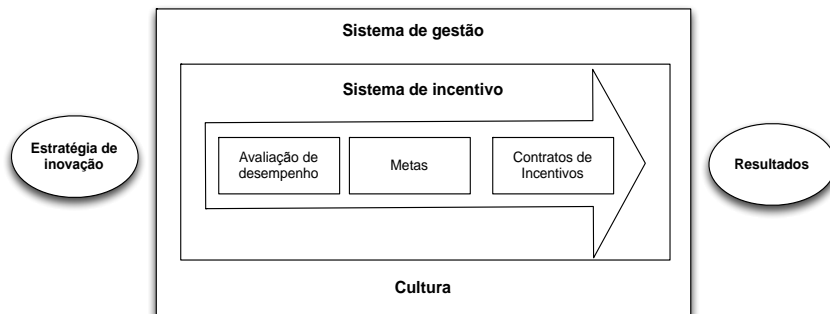 Sistema de gestão
Sistema de incentivo
Estratégia de
inovação
Avaliação de
desempenho
Metas
Contratos de
Incentivos
Resultados
Cultura